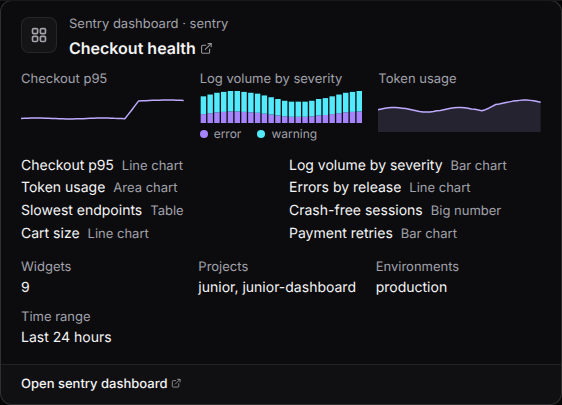 Sentry dashboard · sentry
Checkout health
Checkout p95
Log volume by severity
Token usage
error
warning
Checkout p95 Line chart
Log volume by severity Bar chart
Token usage Area chart
Errors by release Line chart
Slowest endpoints Table
Crash-free sessions Big number
Cart size Line chart
Payment retries Bar chart
Widgets
9
Projects
junior, junior-dashboard
Environments
production
Time range
Last 24 hours
Open sentry dashboard